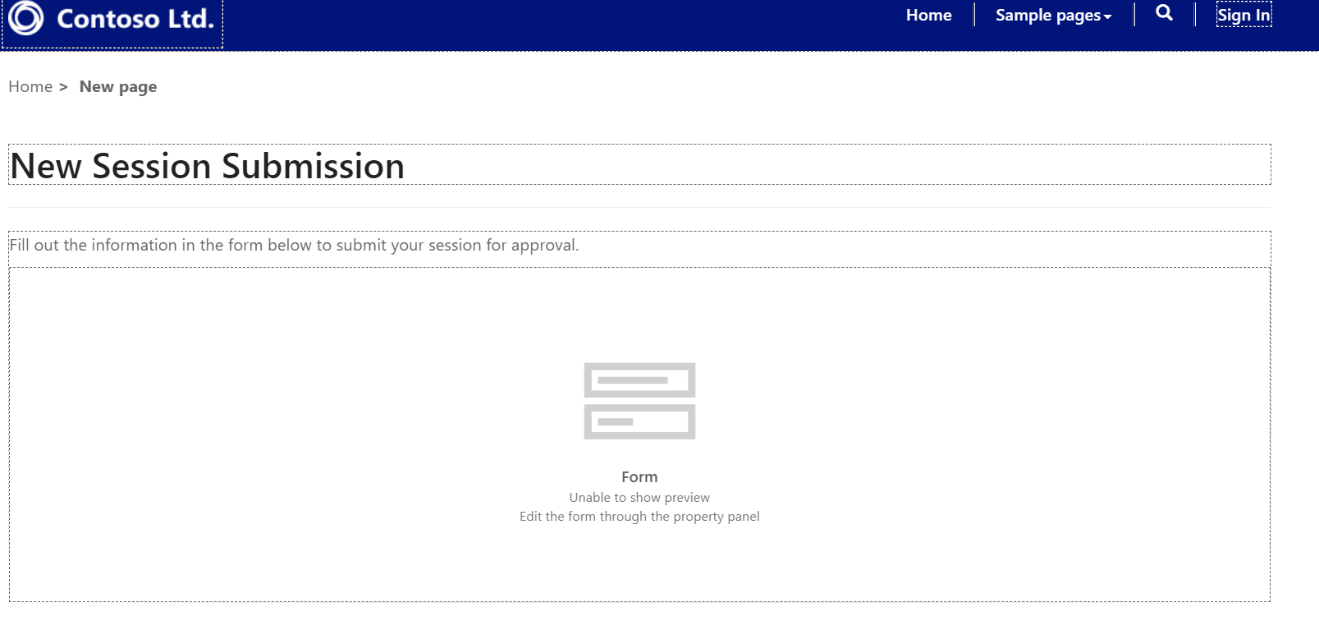 Contoso Ltd.
Home
Sample pages
Sign In
Home > New page
New Session Submission
Fill out the information in the form below to submit your session for approval.
Form
Unable to show preview
Edit the form through the property panel